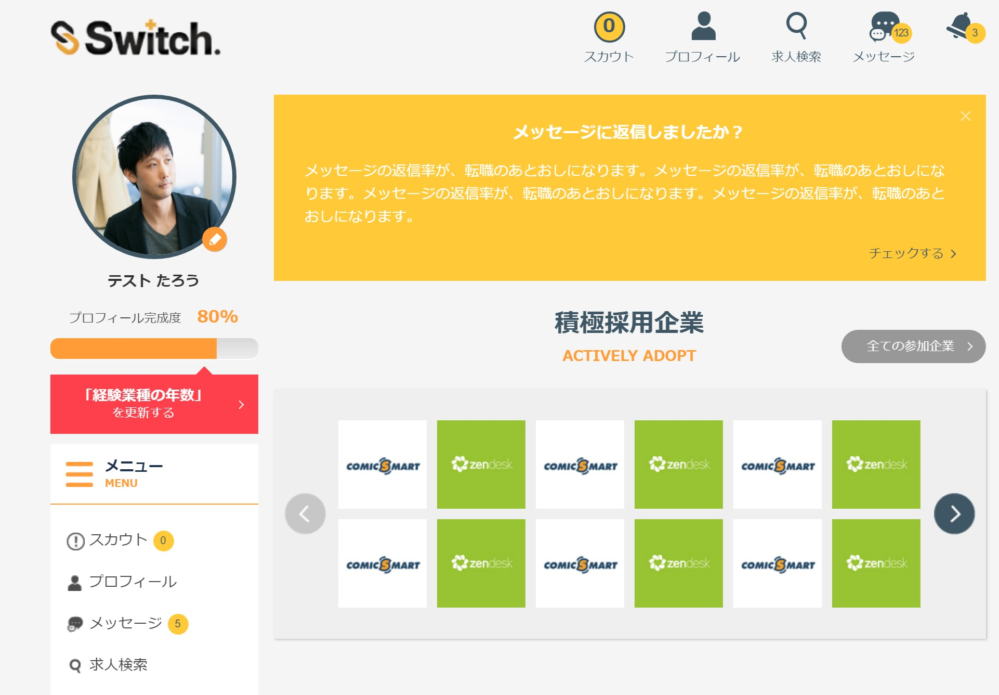 Switch.
0
スカウト
プロフィール
求人検索
123
メッセージ
3
テスト たろう
プロフィール完成度 80%
「経験業種の年数」
を更新する
メニュー
MENU
スカウト 0
プロフィール
メッセージ 5
求人検索
メッセージに返信しましたか？
メッセージの返信率が、転職のあとおしになります。メッセージの返信率が、転職のあとおしにな
ります。メッセージの返信率が、転職のあとおしになります。メッセージの返信率が、転職のあと
おしになります。
チェックする
積極採用企業
ACTIVELY ADOPT
全ての参加企業
COMICSMART zendesk COMICSMART zendesk COMICSMART zendesk
COMICSMART zendesk COMICSMART zendesk COMICSMART zendesk